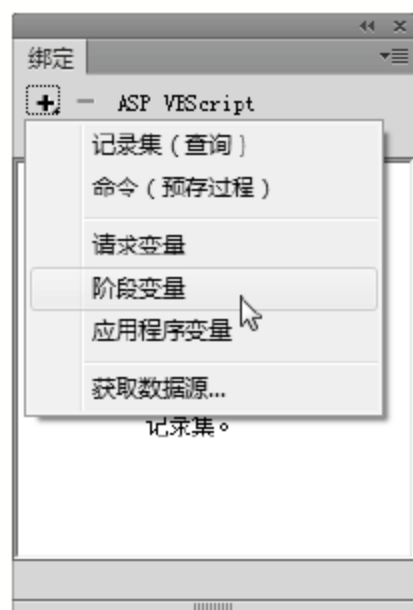 绑定
ASP VBScript
记录集（查询）
命令（预存过程）
请求变量
阶段变量
应用程序变量
获取数据源...
记录集。